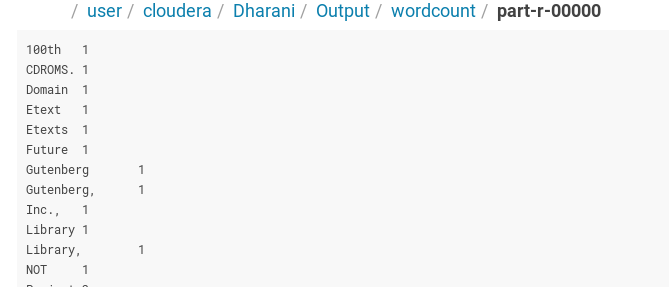 / user / cloudera / Dharani / Output / wordcount / part-r-00000
100th 1
CDROMS. 1
Domain 1
Etext 1
Etexts 1
Future 1
Gutenberg 1
Gutenberg, 1
Inc., 1
Library 1
Library, 1
NOT 1